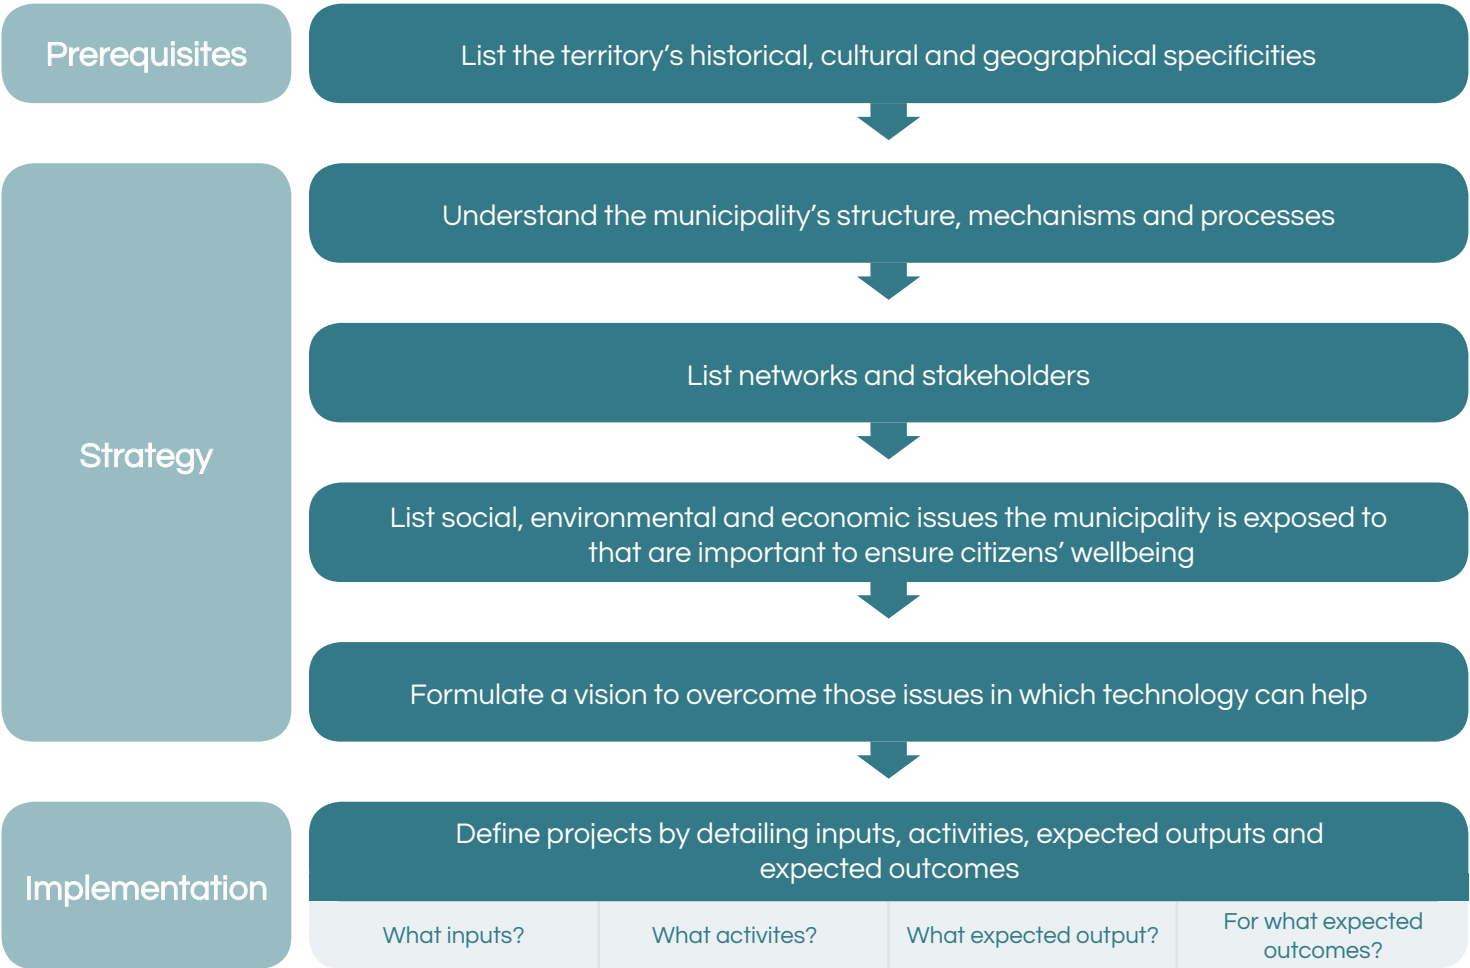 Prerequisites
List the territory’s historical, cultural and geographical specificities
Strategy
Understand the municipality’s structure, mechanisms and processes
List networks and stakeholders
List social, environmental and economic issues the municipality is exposed to
that are important to ensure citizens’ wellbeing
Formulate a vision to overcome those issues in which technology can help
Implementation
Define projects by detailing inputs, activities, expected outputs and
expected outcomes
What inputs?
What activites?
What expected output?
For what expected
outcomes?